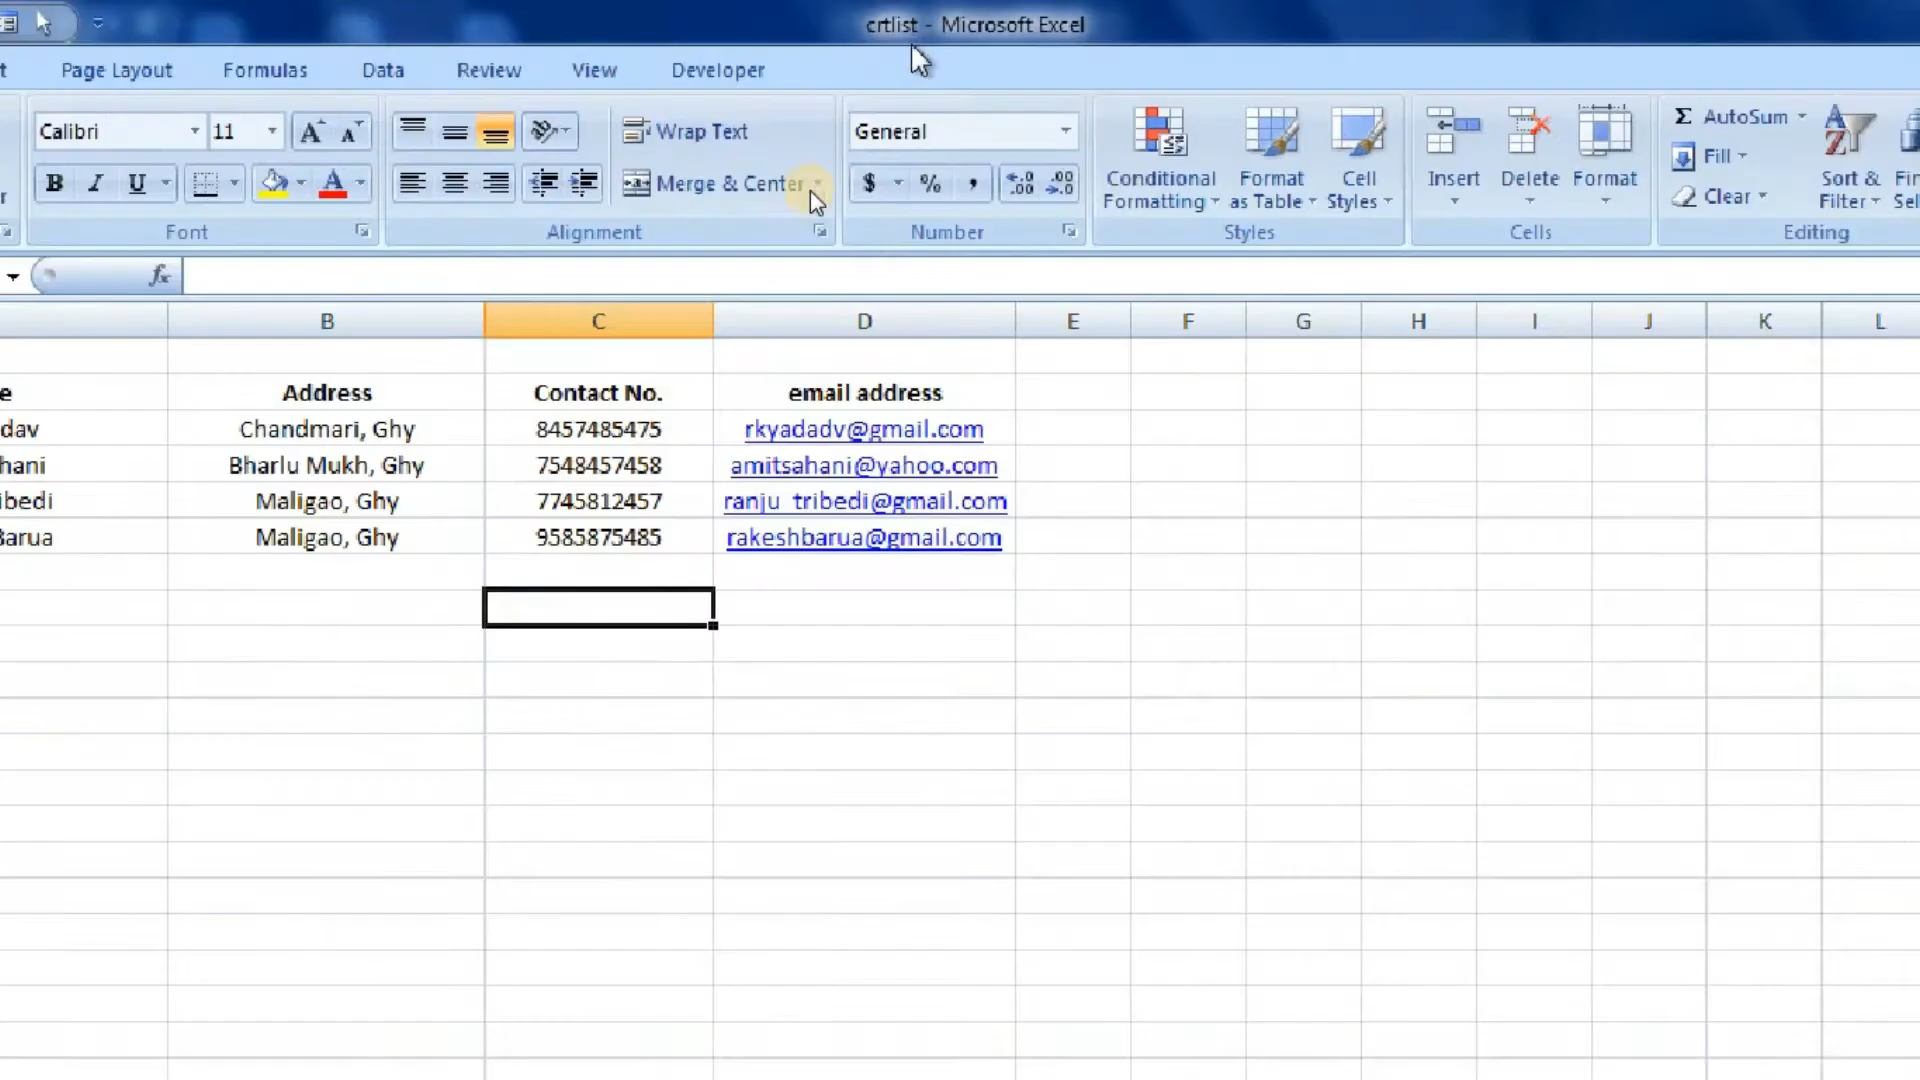 crtlist - Microsoft Excel
Page Layout Formulas Data Review View Developer
Calibri 11 A A Wrap Text General Conditional Formatting Format as Table Cell Styles Insert Delete Format Σ AutoSum Fill Clear Sort & Filter
B I U A Merge & Center $ % , .00 .0
Font Alignment Number Styles Cells Editing
fx
B C D E F G H I J K L
Address Contact No. email address
dav Chandmari, Ghy 8457485475 rkyadadv@gmail.com
hani Bharlu Mukh, Ghy 7548457458 amitsahani@yahoo.com
ibedi Maligao, Ghy 7745812457 ranju_tribedi@gmail.com
Barua Maligao, Ghy 9585875485 rakeshbarua@gmail.com